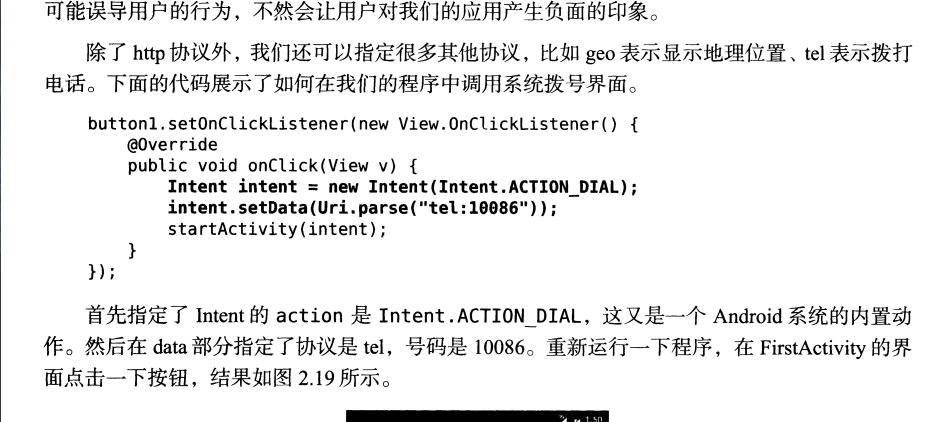 可能误导用户的行为，不然会让用户对我们的应用产生负面的印象。
除了 http 协议外，我们还可以指定很多其他协议，比如 geo 表示显示地理位置、tel 表示拨打
电话。下面的代码展示了如何在我们的程序中调用系统拨号界面。
button1.setOnClickListener(new View.OnClickListener() {
@Override
public void onClick(View v) {
Intent intent = new Intent(Intent.ACTION_DIAL);
intent.setData(Uri.parse("tel:10086"));
startActivity(intent);
}
});
首先指定了 Intent 的 action 是 Intent.ACTION_DIAL，这又是一个 Android 系统的内置动
作。然后在 data 部分指定了协议是 tel，号码是 10086。重新运行一下程序，在 FirstActivity 的界
面点击一下按钮，结果如图 2.19 所示。
1:50